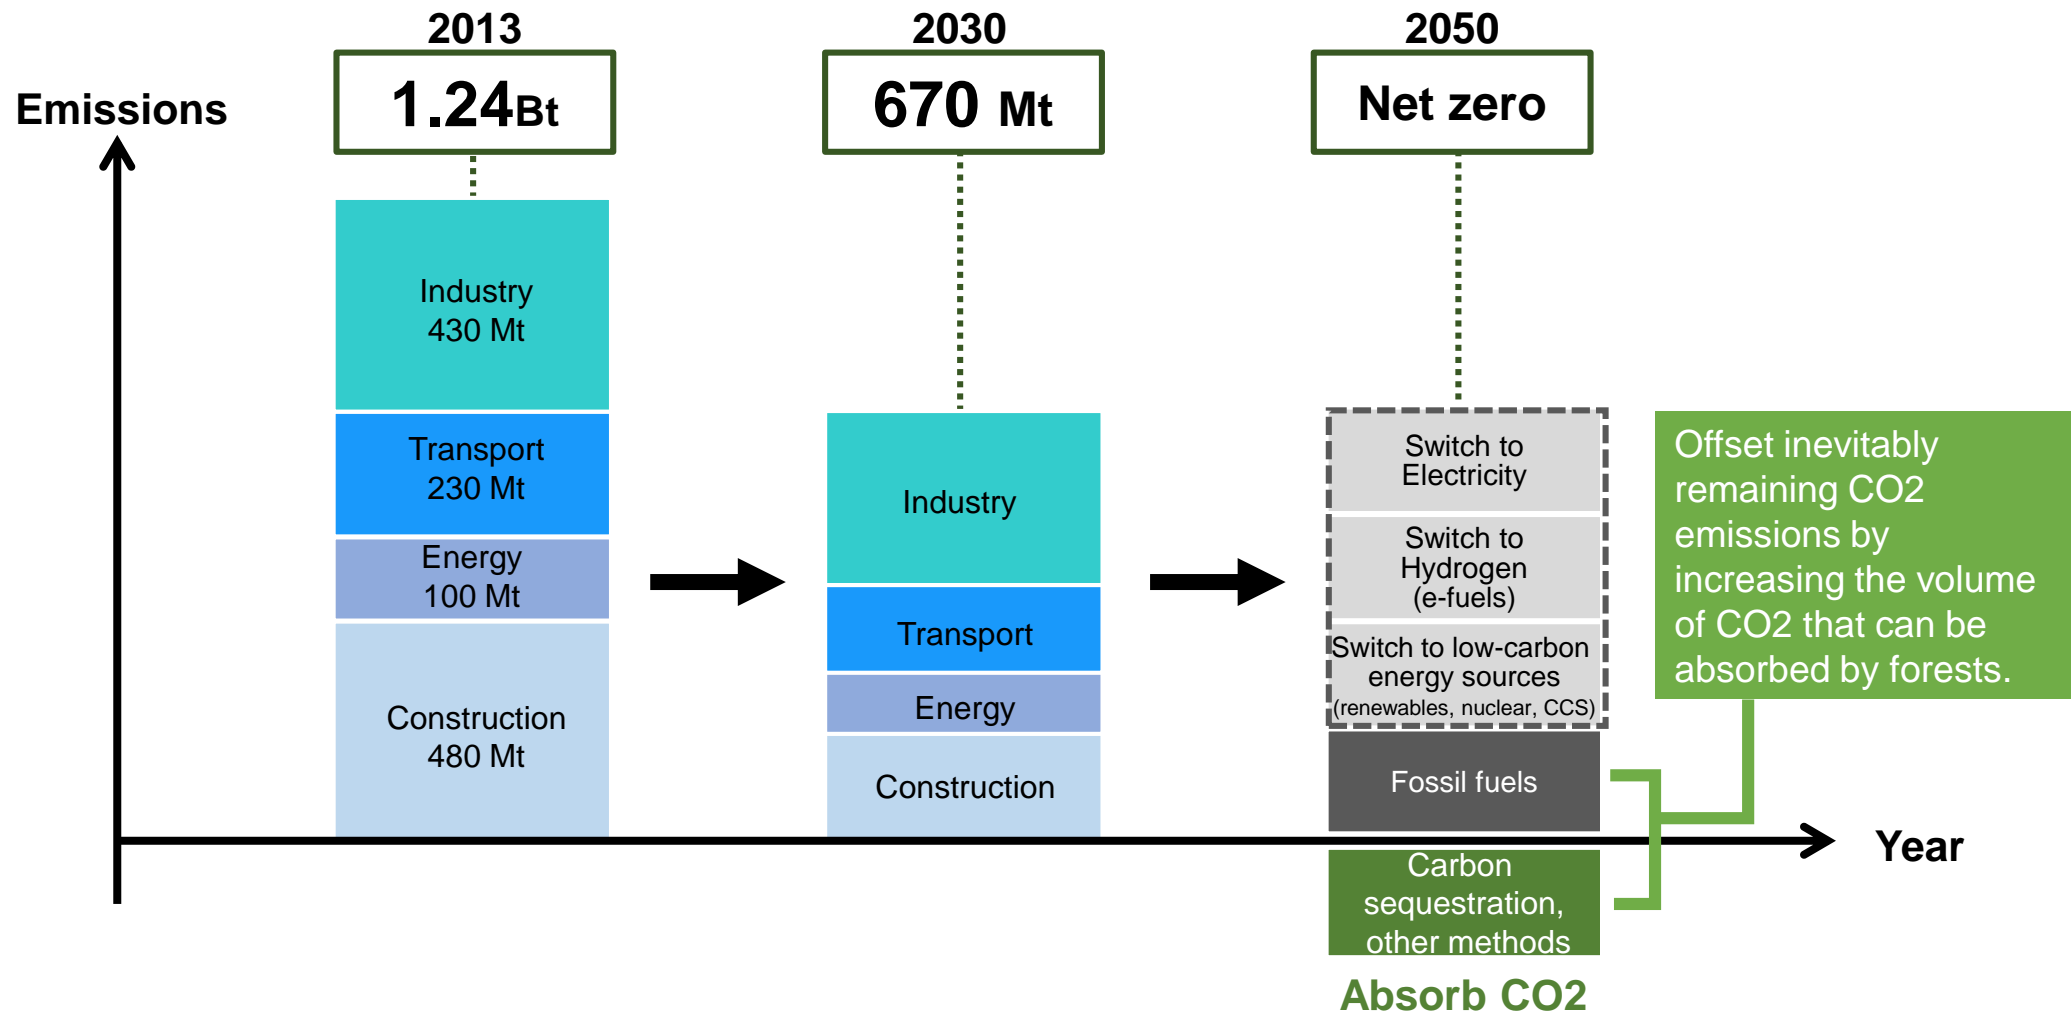 2013
1.24Bt
2030
670 Mt
2050
Net zero
Emissions
Industry
430 Mt
Transport
230 Mt
Energy
100 Mt
Construction
480 Mt
Industry
Transport
Energy
Construction
Switch to
Electricity
Switch to
Hydrogen
(e-fuels)
Switch to low-carbon
energy sources
(renewables, nuclear, CCS)
Fossil fuels
Carbon
sequestration,
other methods
Absorb CO2
Offset inevitably
remaining CO2
emissions by
increasing the volume
of CO2 that can be
absorbed by forests.
Year